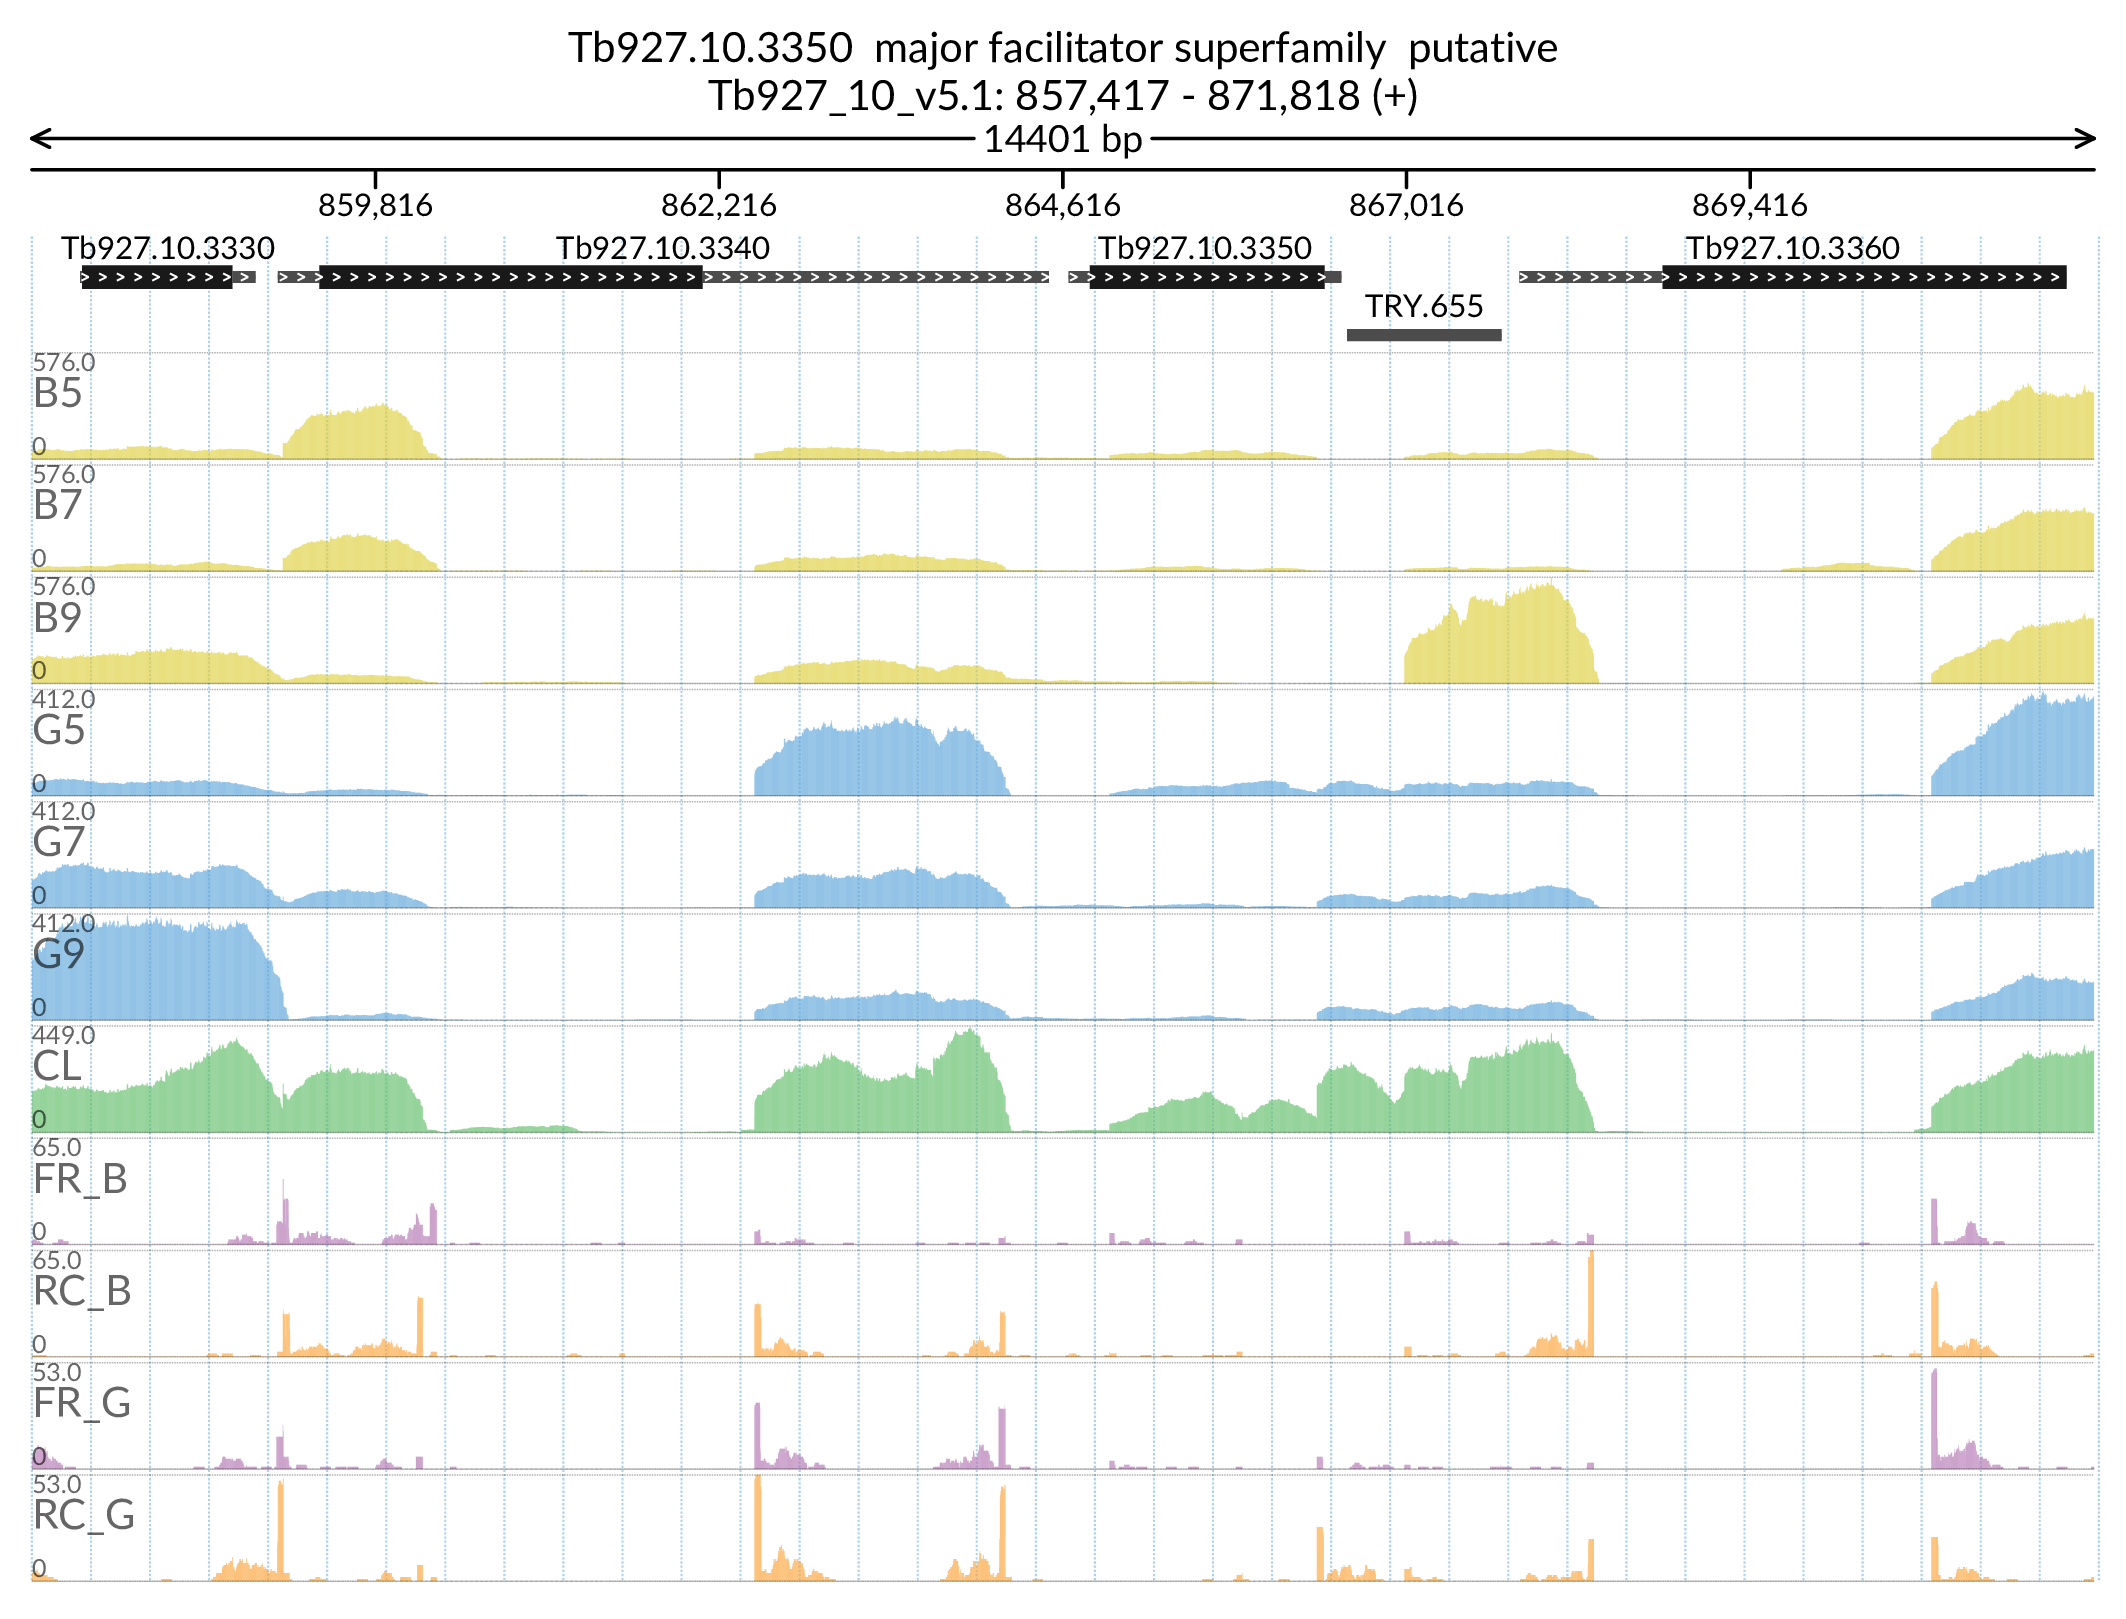 Tb927.10.3350  major facilitator superfamily  putative
Tb927_10_v5.1: 857,417 - 871,818 (+)
14401 bp
859,816 862,216 864,616 867,016 869,416
Tb927.10.3330 Tb927.10.3340 Tb927.10.3350 Tb927.10.3360
TRY.655
576.0
B5
0
576.0
B7
0
576.0
B9
0
412.0
G5
0
412.0
G7
0
412.0
G9
0
449.0
CL
0
65.0
FR_B
0
65.0
RC_B
0
53.0
FR_G
0
53.0
RC_G
0